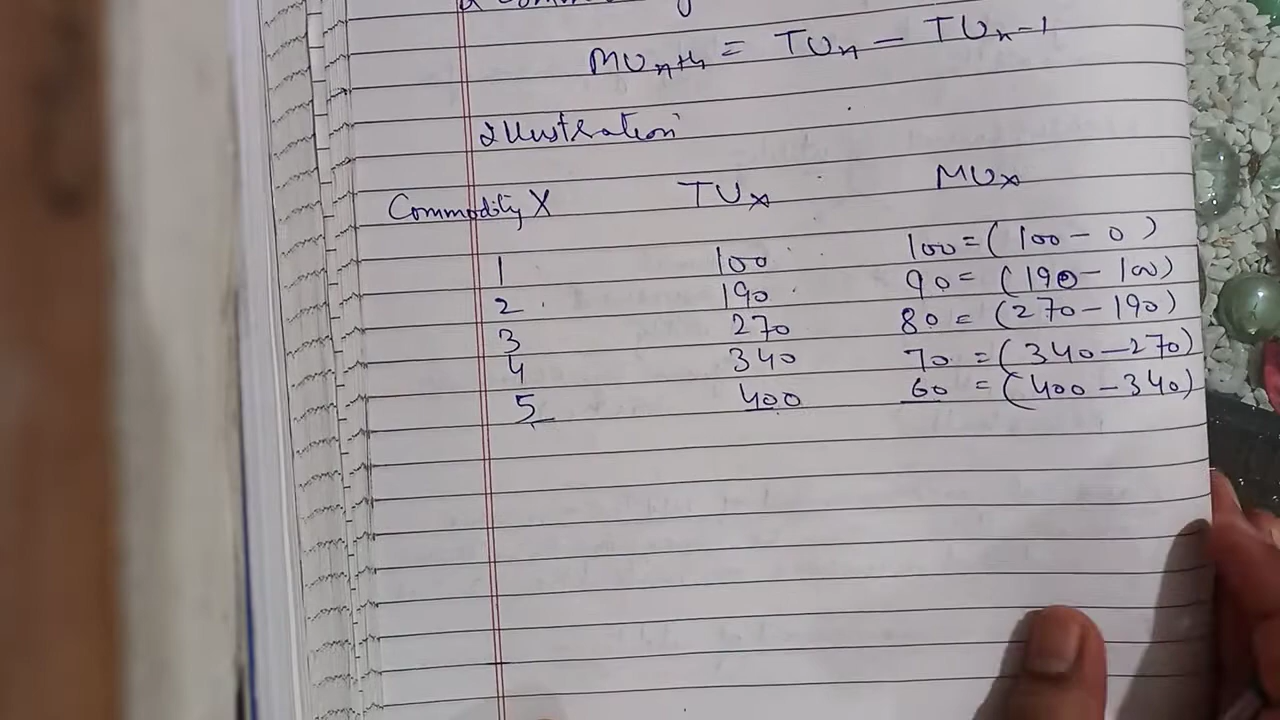 MU n+h = TUn - TUn-1
Illustration
Commodity X TUx MUx
1 100 100 = (100 - 0)
2 190 90 = (190 - 100)
3 270 80 = (270 - 190)
4 340 70 = (340 - 270)
5 400 60 = (400 - 340)